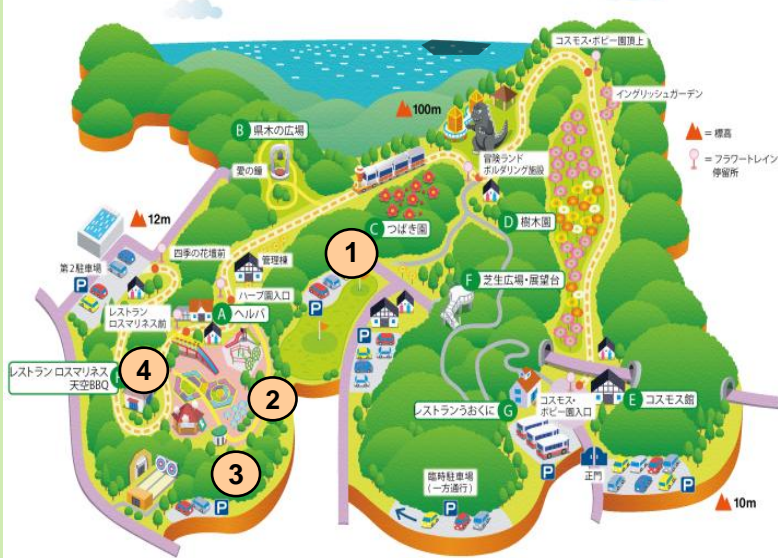 コスモス・ポピー園頂上
イングリッシュガーデン
100m
= 標高
= フラワートレイン
停留所
B 県木の広場
愛の鐘
冒険ランド
ボルダリング施設
12m
四季の花壇前
第2駐車場
P
管理棟
C つばき園
D 樹木園
1
P
ハーブ園入口
A ヘルバ
F 芝生広場・展望台
レストラン
ロスマリネス前
P
レストラン ロスマリネス
天空BBQ
4
2
レストランうおくに G
コスモス・
ポピー園入口
E コスモス館
3
P
臨時駐車場
(一方通行)
P
P
正門
P
10m